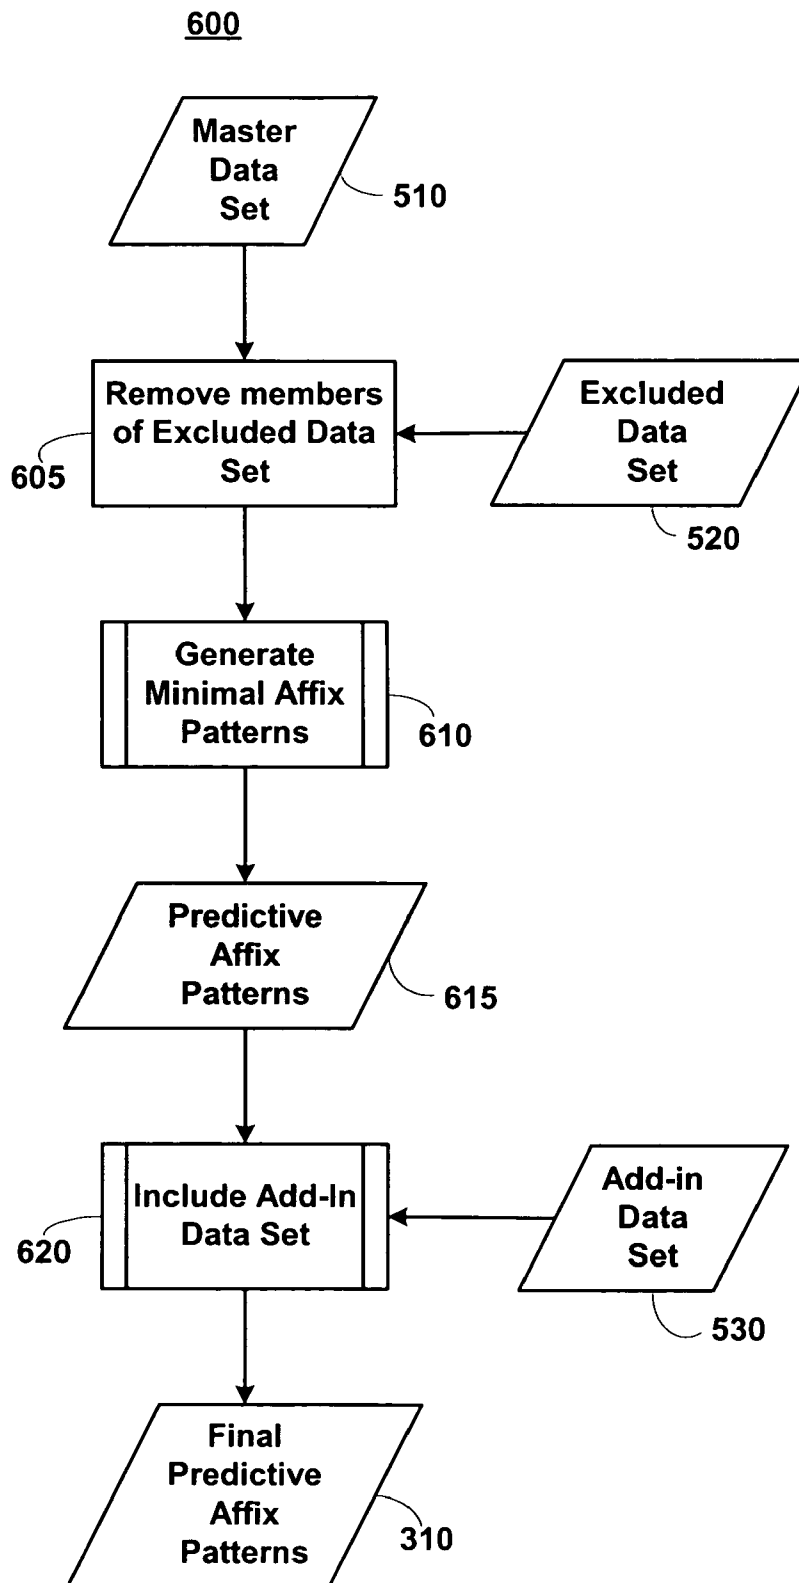 600
Master
Data
Set
510
Remove members
of Excluded Data
Set
605
Excluded
Data
Set
520
Generate
Minimal Affix
Patterns
610
Predictive
Affix
Patterns
615
Include Add-In
Data Set
620
Add-in
Data
Set
530
Final
Predictive
Affix
Patterns
310